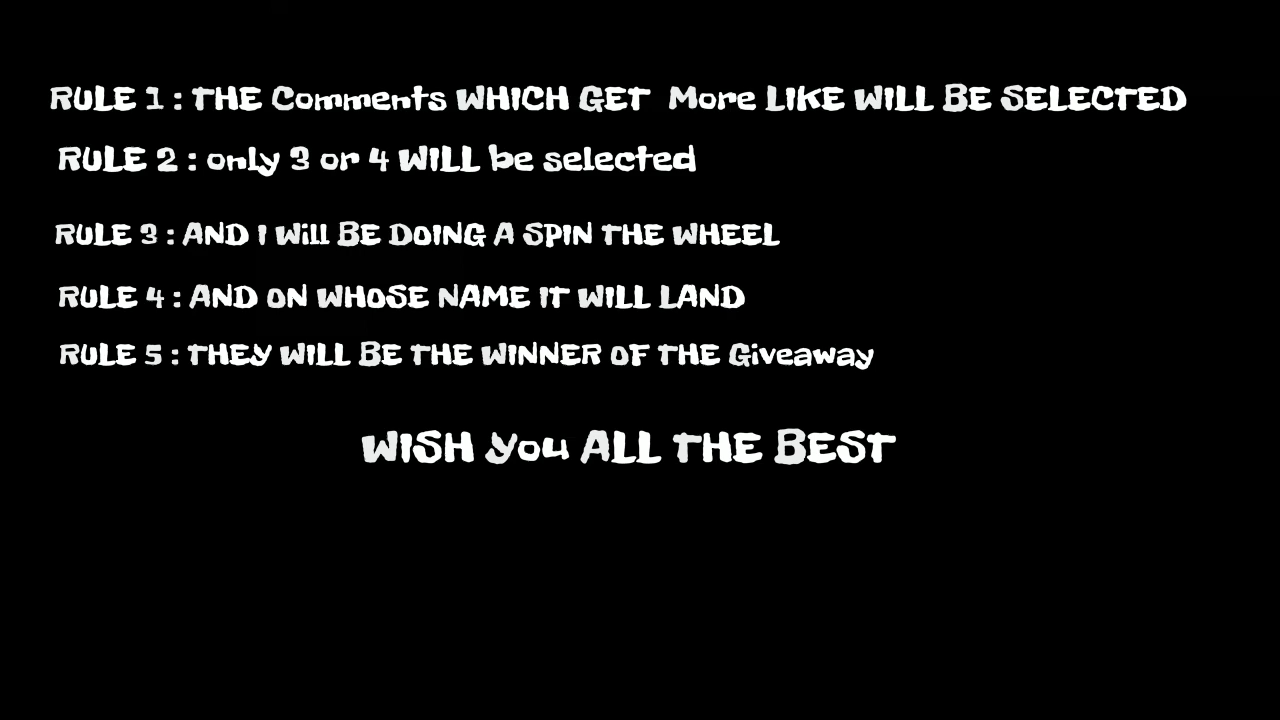 RULE 1 : THE Comments WHICH GET More LIKE WILL BE SELECTED
RULE 2 : only 3 or 4 WILL be selected
RULE 3 : AND I Will BE DOING A SPIN THE WHEEL
RULE 4 : AND ON WHOSE NAME IT WILL LAND
RULE 5 : THEY WILL BE THE WINNER OF THE Giveaway
WISH You ALL THE BEST